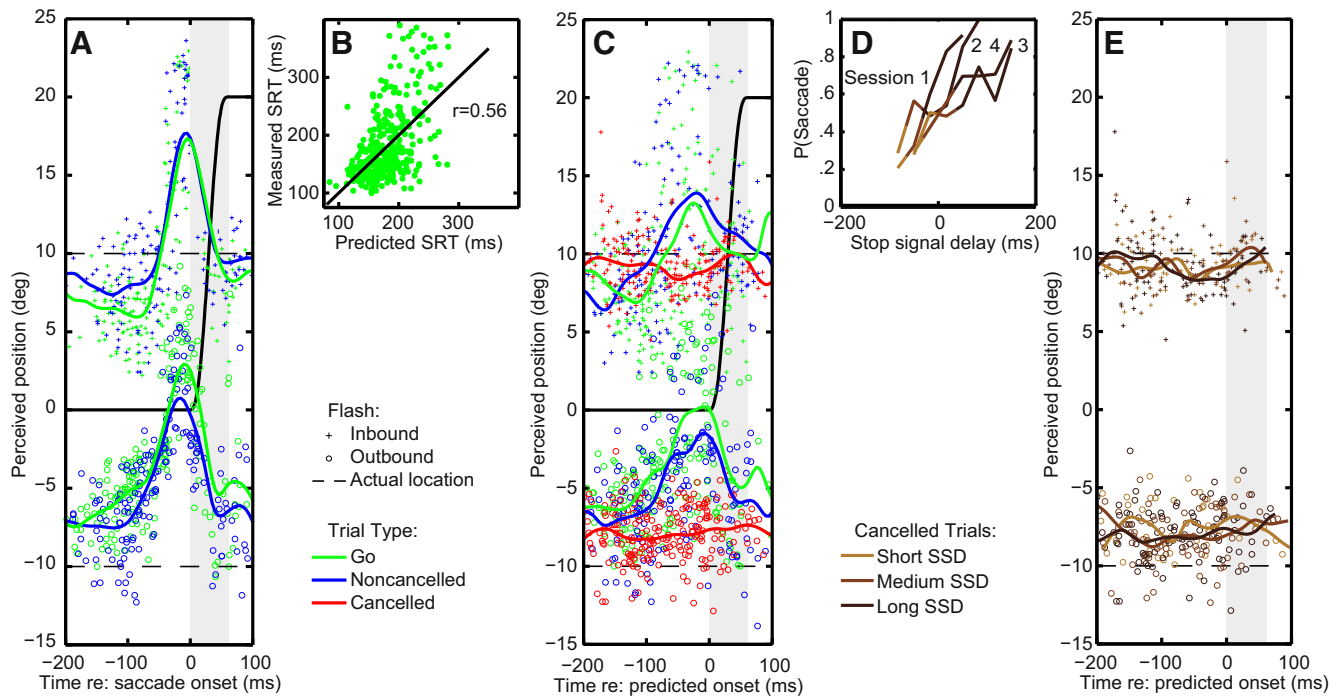 A
25
20
15
10
5
0
−5
−10
−15
Perceived position (deg)
−200 −100 0 100
Time re: saccade onset (ms)
B
Measured SRT (ms)
300
200
100
r=0.56
100 200 300
Predicted SRT (ms)
Flash:
Inbound
Outbound
Actual location
Trial Type:
Go
Noncancelled
Cancelled
C
25
20
15
10
5
0
−5
−10
−15
Perceived position (deg)
−200 −100 0 100
Time re: predicted onset (ms)
D
P(Saccade)
1
.8
.6
.4
.2
0
Session 1
2 4 3
−200 0 200
Stop signal delay (ms)
Cancelled Trials:
Short SSD
Medium SSD
Long SSD
E
25
20
15
10
5
0
−5
−10
−15
Perceived position (deg)
−200 −100 0 100
Time re: predicted onset (ms)